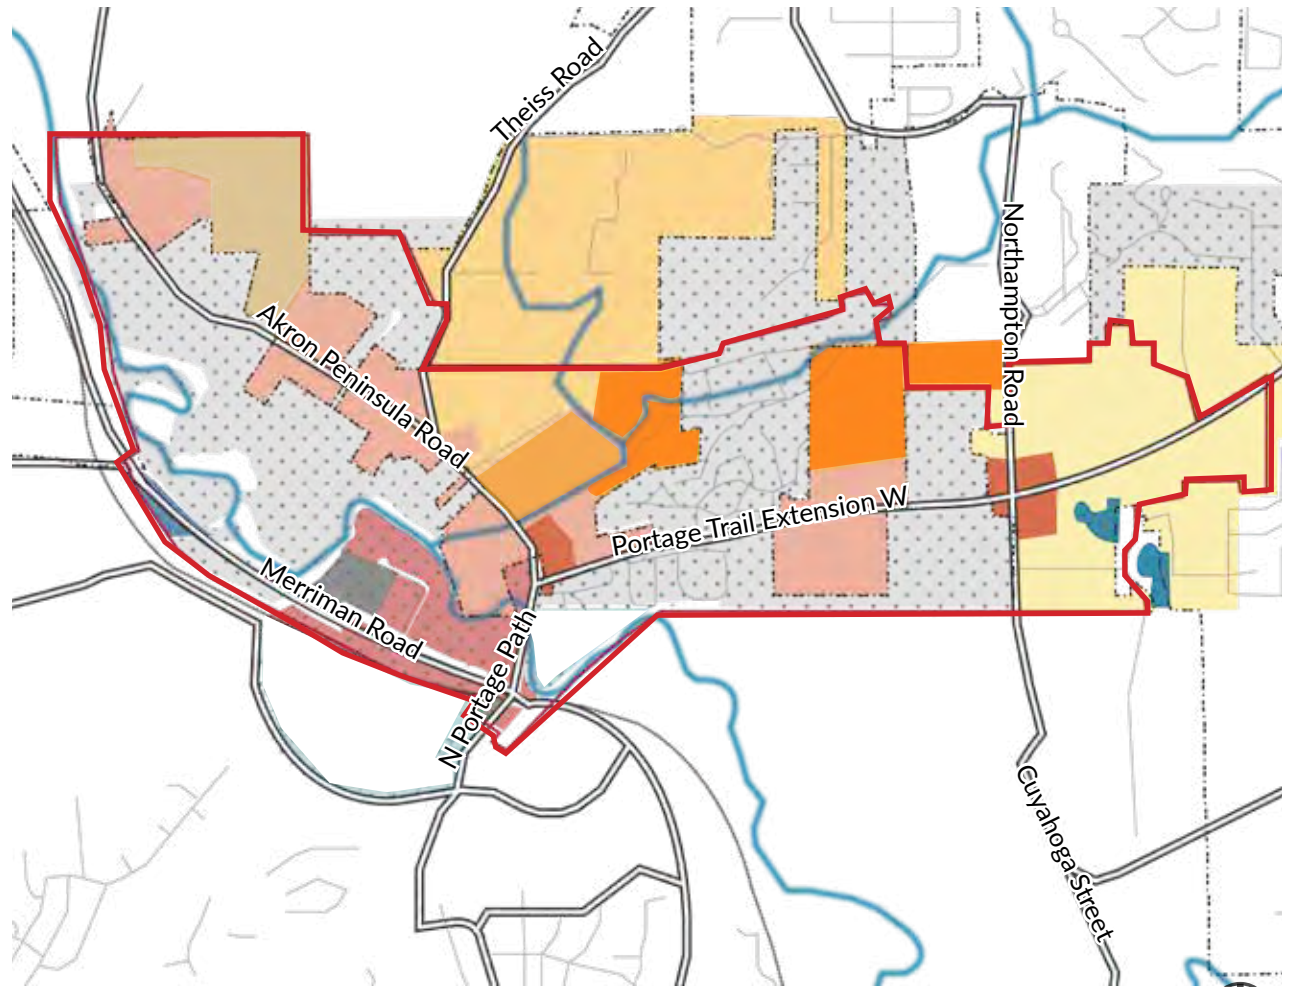 Theiss Road
Northampton Road
Akron Peninsula Road
Portage Trail Extension W
Merriman Road
N Portage Path
Cuyahoga Street